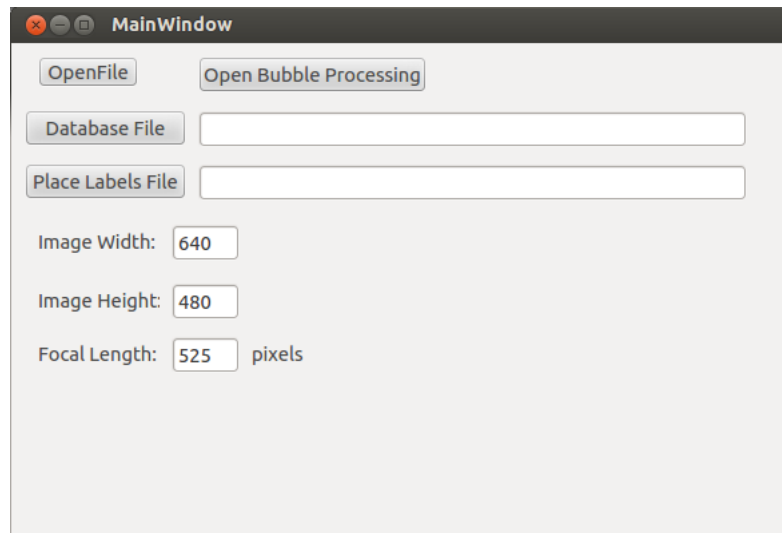 MainWindow
OpenFile Open Bubble Processing
Database File
Place Labels File
Image Width: 640
Image Height: 480
Focal Length: 525 pixels